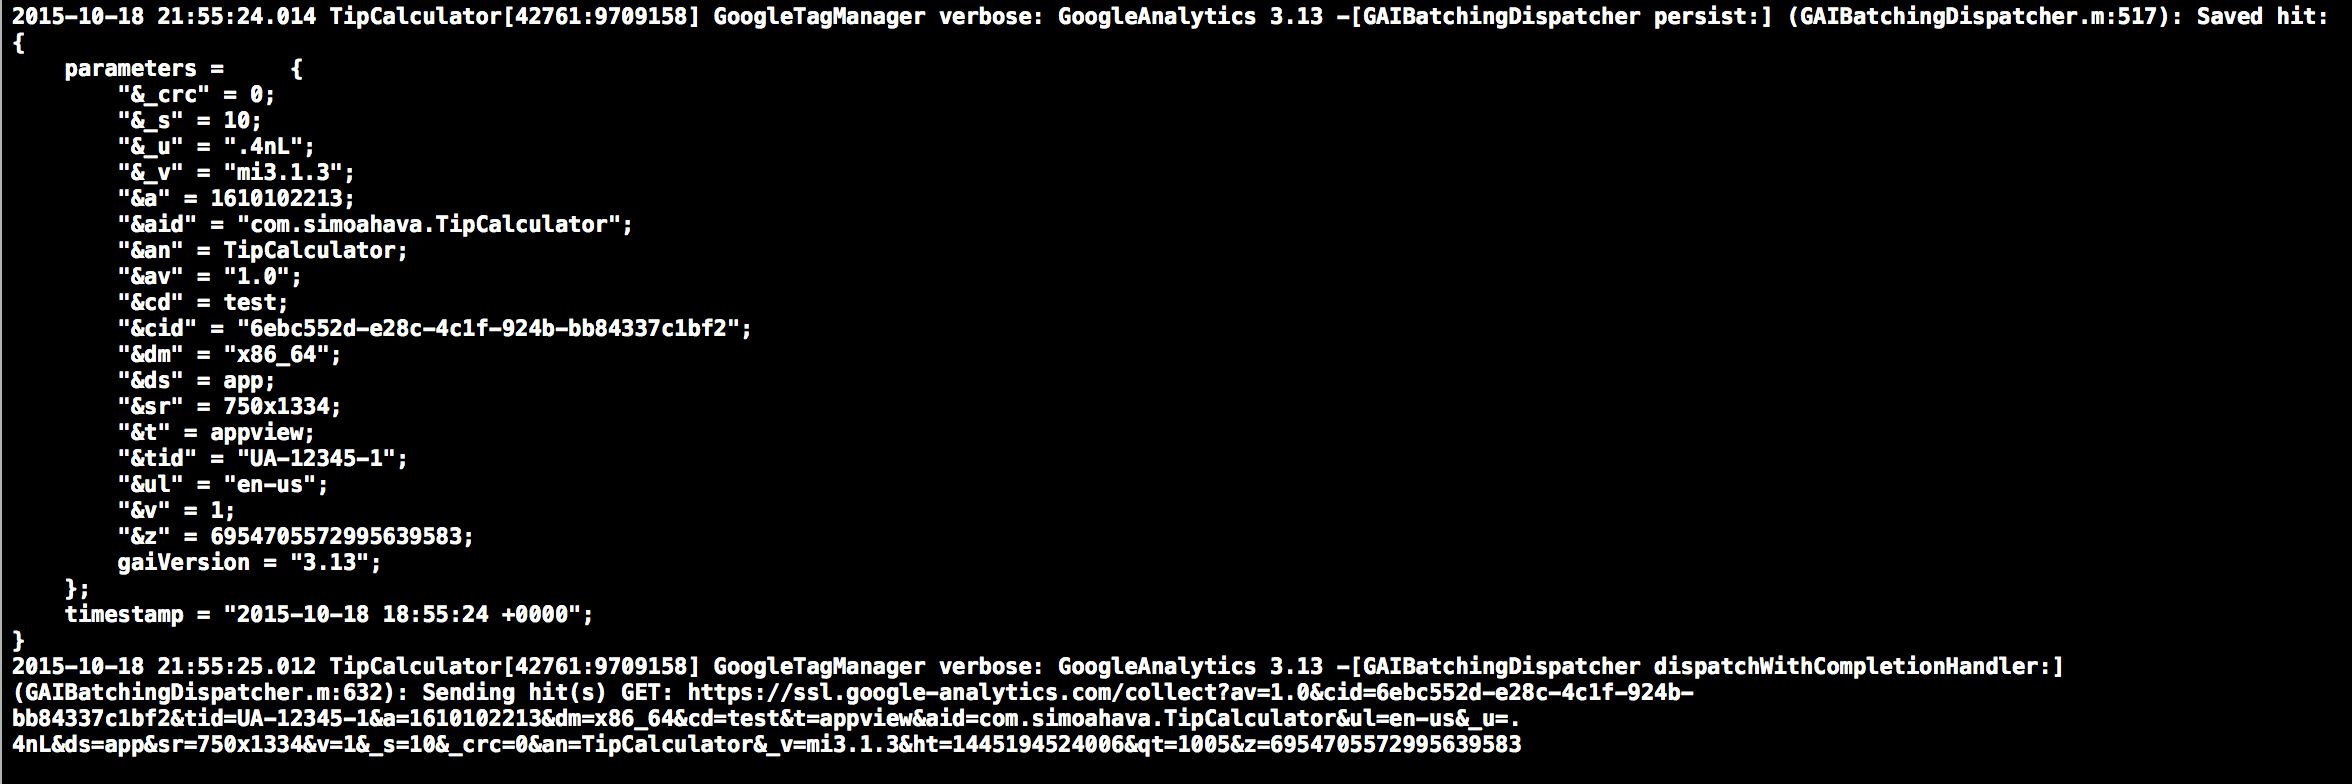 2015-10-18 21:55:24.014 TipCalculator[42761:9709158] GoogleTagManager verbose: GoogleAnalytics 3.13 -[GAIBatchingDispatcher persist:] (GAIBatchingDispatcher.m:517): Saved hit:
{
    parameters =     {
        "&_crc" = 0;
        "&_s" = 10;
        "&_u" = ".4nL";
        "&_v" = "mi3.1.3";
        "&a" = 1610102213;
        "&aid" = "com.simoahava.TipCalculator";
        "&an" = TipCalculator;
        "&av" = "1.0";
        "&cd" = test;
        "&cid" = "6ebc552d-e28c-4c1f-924b-bb84337c1bf2";
        "&dm" = "x86_64";
        "&ds" = app;
        "&sr" = 750x1334;
        "&t" = appview;
        "&tid" = "UA-12345-1";
        "&ul" = "en-us";
        "&v" = 1;
        "&z" = 6954705572995639583;
        gaiVersion = "3.13";
    };
    timestamp = "2015-10-18 18:55:24 +0000";
}
2015-10-18 21:55:25.012 TipCalculator[42761:9709158] GoogleTagManager verbose: GoogleAnalytics 3.13 -[GAIBatchingDispatcher dispatchWithCompletionHandler:]
(GAIBatchingDispatcher.m:632): Sending hit(s) GET: https://ssl.google-analytics.com/collect?av=1.0&cid=6ebc552d-e28c-4c1f-924b-
bb84337c1bf2&tid=UA-12345-1&a=1610102213&dm=x86_64&cd=test&t=appview&aid=com.simoahava.TipCalculator&ul=en-us&_u=.
4nL&ds=app&sr=750x1334&v=1&_s=10&_crc=0&an=TipCalculator&_v=mi3.1.3&ht=1445194524006&qt=1005&z=6954705572995639583